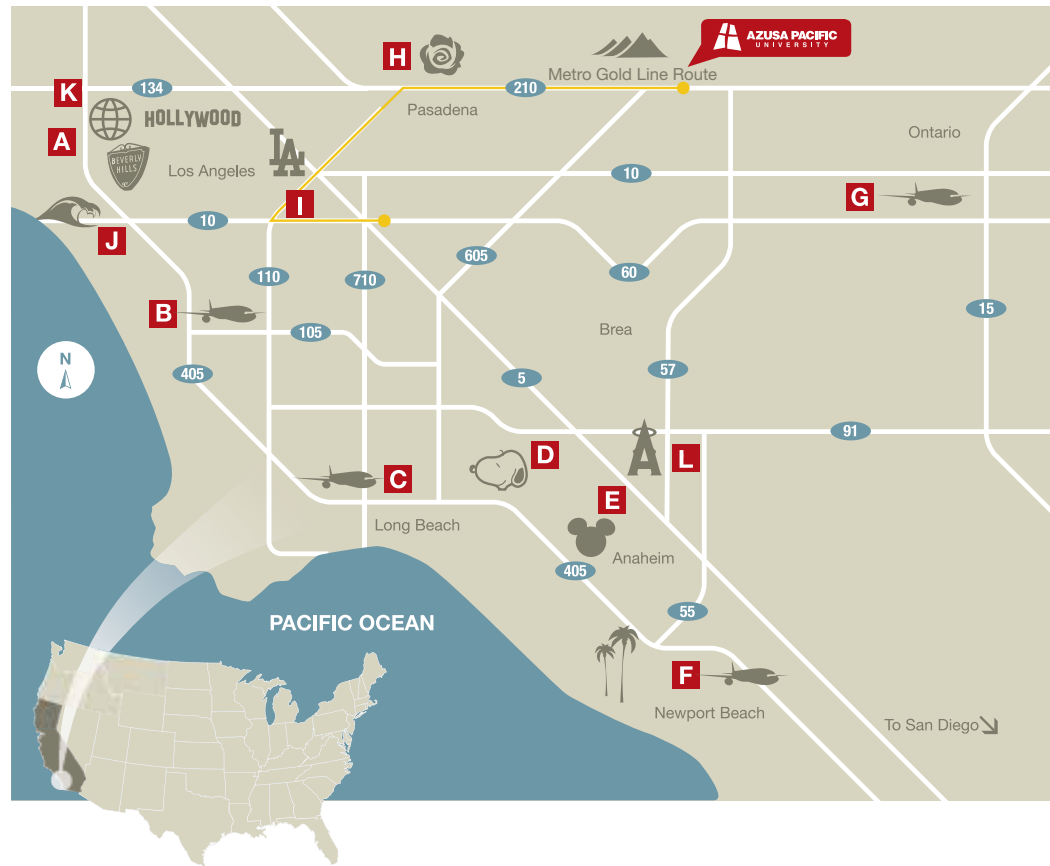 AZUSA PACIFIC
UNIVERSITY
H
Metro Gold Line Route
K
134
210
Pasadena
HOLLYWOOD
Ontario
A
BEVERLY
HILLS
Los Angeles
LA
10
I
G
J
10
605
60
110
710
B
105
Brea
15
N
405
5
57
91
D
A
L
C
E
Long Beach
Anaheim
405
55
PACIFIC OCEAN
F
Newport Beach
To San Diego